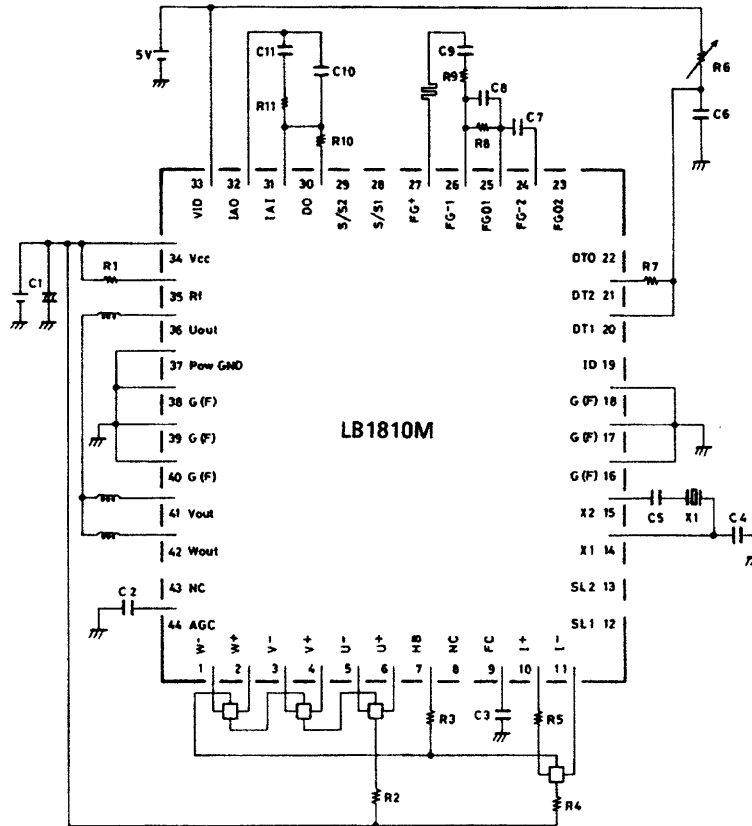 5V
C11
C10
R11
R10
C9
R9
C8
C7
R8
R6
C6
33 32 31 30 29 28 27 26 25 24 23
VID IAO IAI DO S/S2 S/S1 FG+ FG-1 FGO1 FG-2 FGO2
C1
R1
34 Vcc
35 Rf
36 Uout
37 Pow GND
38 G(F)
39 G(F)
40 G(F)
41 Vout
42 Wout
43 NC
44 AGC
C2
LB1810M
DTO 22
DT2 21
DT1 20
ID 19
G(F) 18
G(F) 17
G(F) 16
X2 15
X1 14
SL2 13
SL1 12
R7
C5
X1
C4
W- W+ V- V+ U- U+ HB NC FC I+ I-
1 2 3 4 5 6 7 8 9 10 11
R3
C3
R5
R2
R4